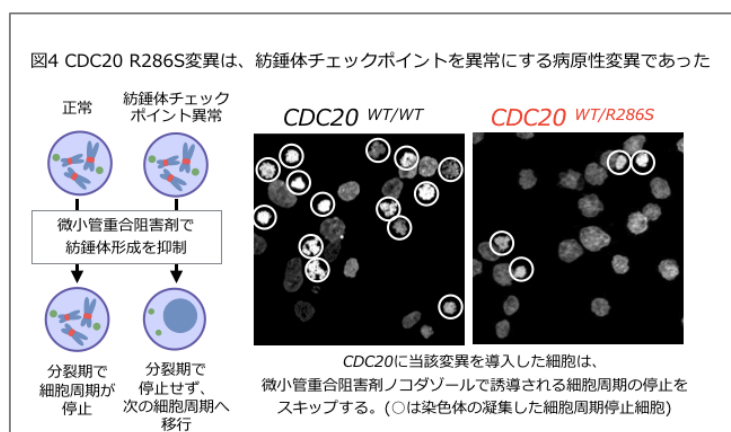 図4 CDC20 R286S変異は、紡錘体チェックポイントを異常にする病原性変異であった
正常
紡錘体チェック
ポイント異常
微小管重合阻害剤で
紡錘体形成を抑制
分裂期で
細胞周期が
停止
分裂期で
停止せず、
次の細胞周期へ
移行
CDC20 WT/WT
CDC20 WT/R286S
CDC20に当該変異を導入した細胞は、
微小管重合阻害剤ノコダゾールで誘導される細胞周期の停止を
スキップする。(○は染色体の凝集した細胞周期停止細胞)